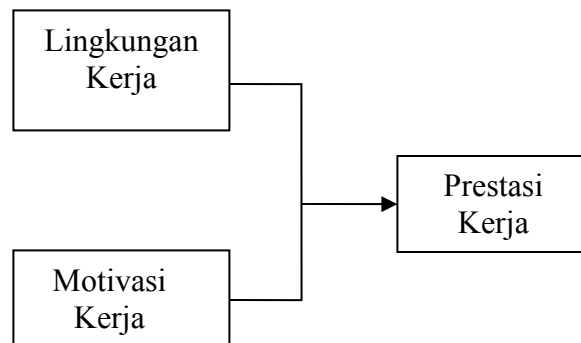 Lingkungan
Kerja
Prestasi
Kerja
Motivasi
Kerja